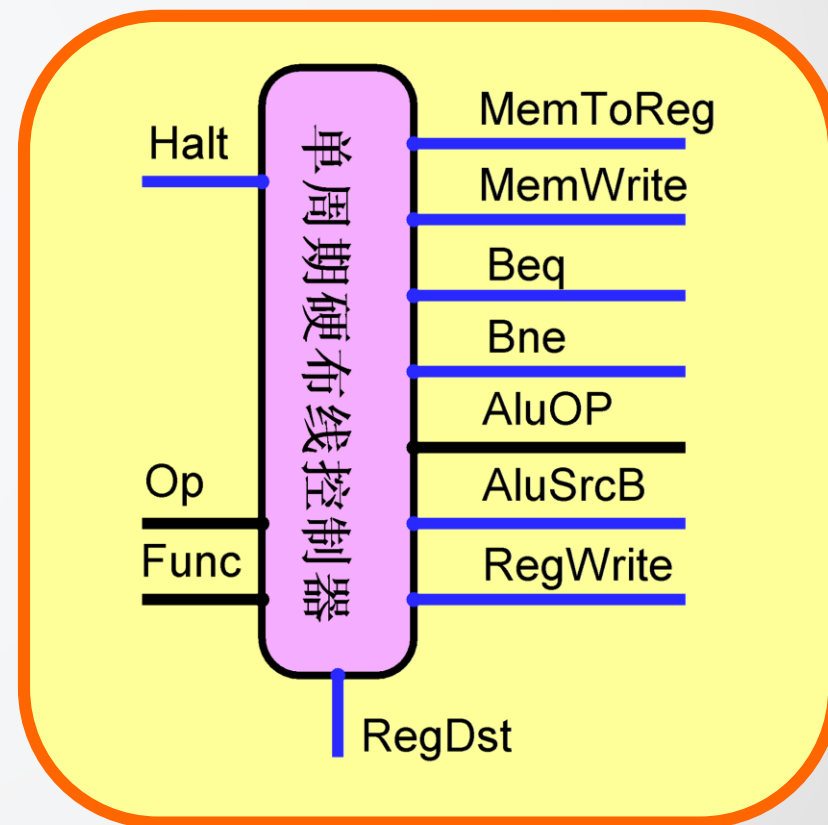 Halt
Op
Func
单周期硬布线控制器
MemToReg
MemWrite
Beq
Bne
AluOP
AluSrcB
RegWrite
RegDst